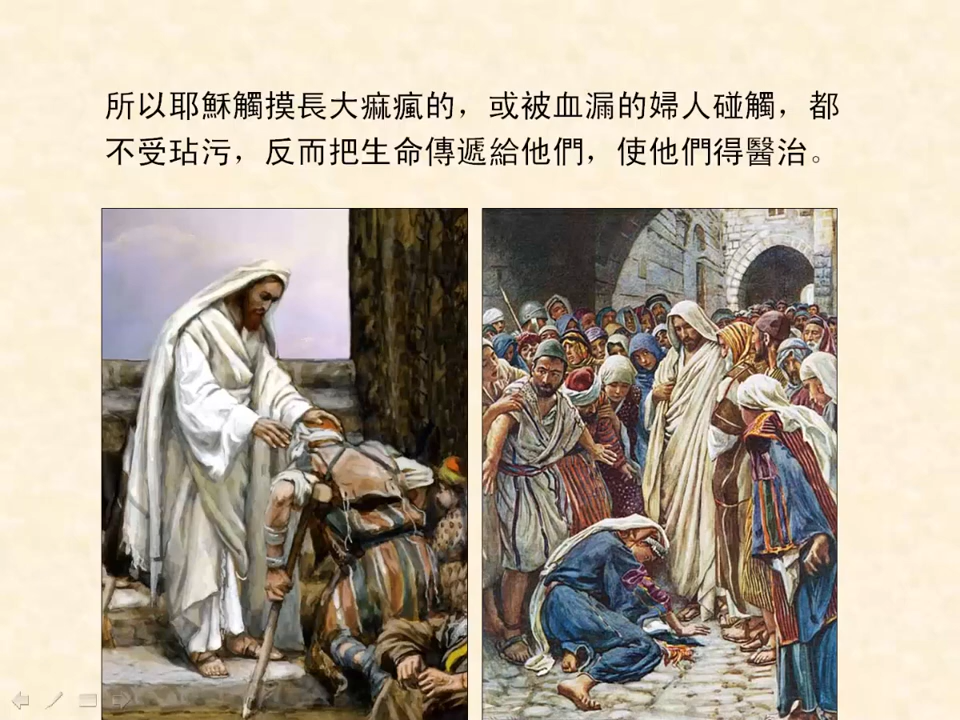 所以耶穌觸摸長大痲瘋的，或被血漏的婦人碰觸，都
不受玷污，反而把生命傳遞給他們，使他們得醫治。